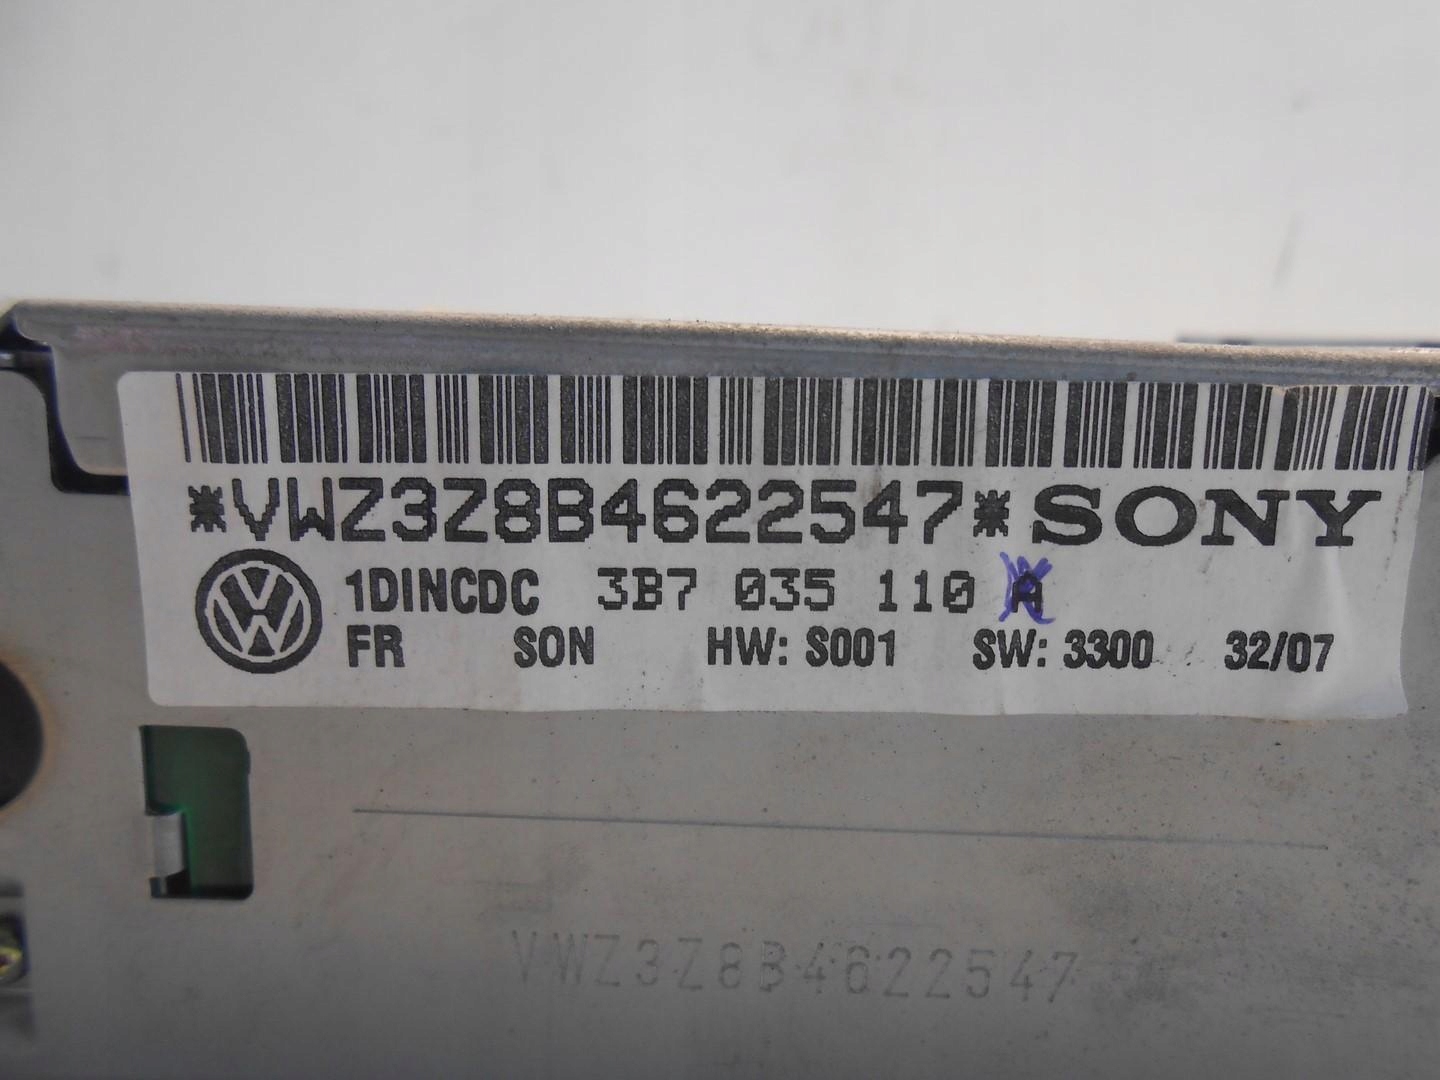 *VWZ3Z8B4622547* SONY
1DINCDC 3B7 035 110 A
FR SON HW: S001 SW: 3300 32/07
VWZ3Z8B4622547